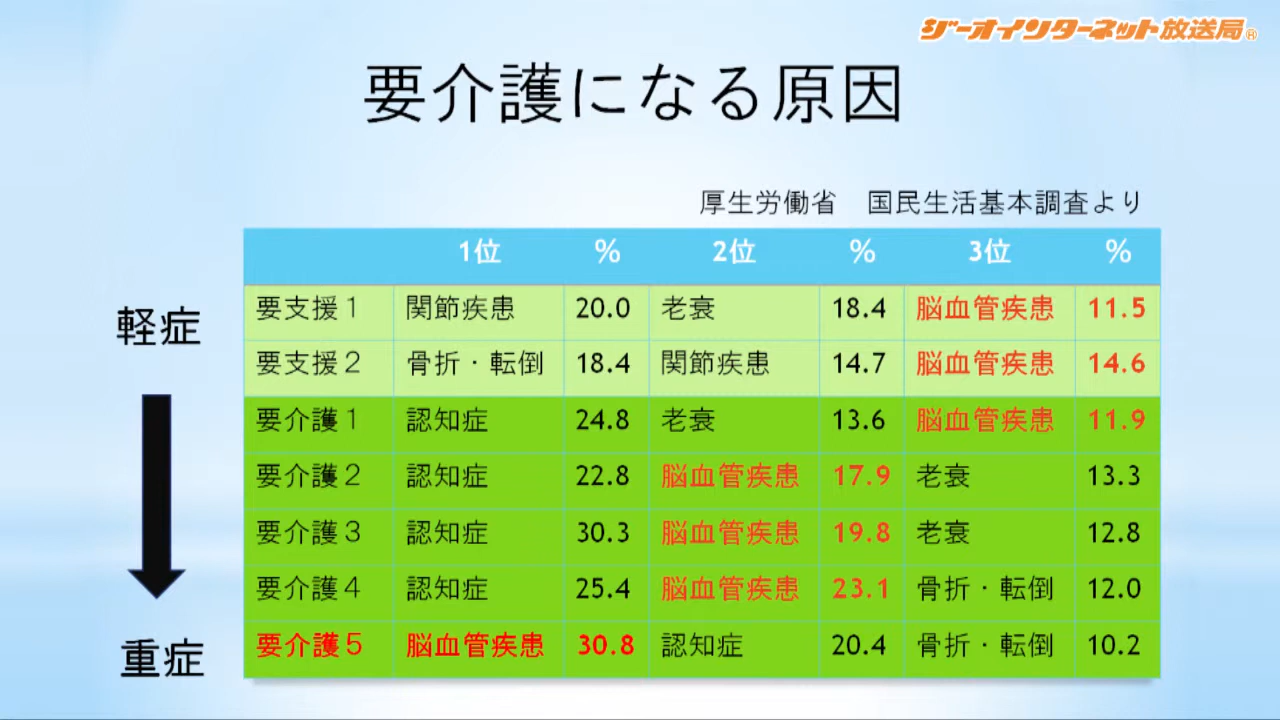 ジーオインターネット放送局®
要介護になる原因
厚生労働省　国民生活基本調査より
1位 % 2位 % 3位 %
要支援1 関節疾患 20.0 老衰 18.4 脳血管疾患 11.5
要支援2 骨折・転倒 18.4 関節疾患 14.7 脳血管疾患 14.6
要介護1 認知症 24.8 老衰 13.6 脳血管疾患 11.9
要介護2 認知症 22.8 脳血管疾患 17.9 老衰 13.3
要介護3 認知症 30.3 脳血管疾患 19.8 老衰 12.8
要介護4 認知症 25.4 脳血管疾患 23.1 骨折・転倒 12.0
要介護5 脳血管疾患 30.8 認知症 20.4 骨折・転倒 10.2
軽症
重症